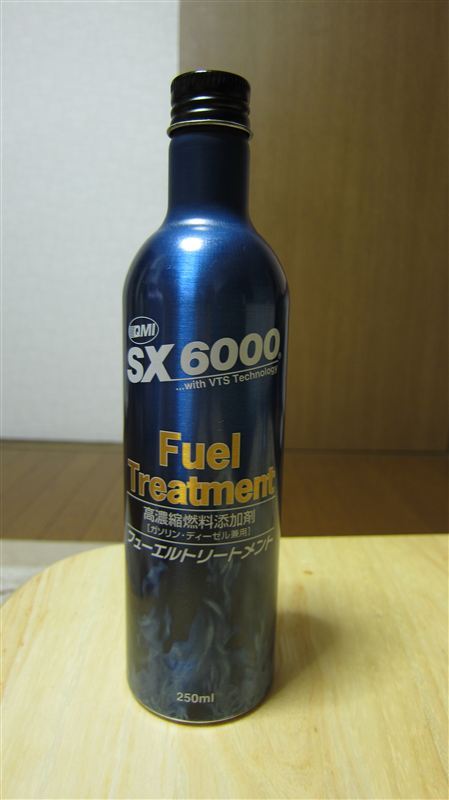 QMI
SX 6000®
...with VTS Technology
Fuel
Treatment
高濃縮燃料添加剤
[ガソリン・ディーゼル兼用]
フューエルトリートメント
250ml